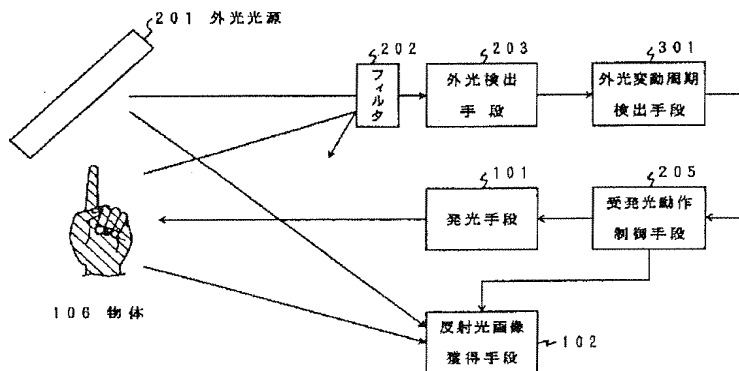 201 外光光源
202
フィルタ
203
外光検出
手段
301
外光変動周期
検出手段
101
発光手段
205
受発光動作
制御手段
106 物体
反射光画像
獲得手段
102